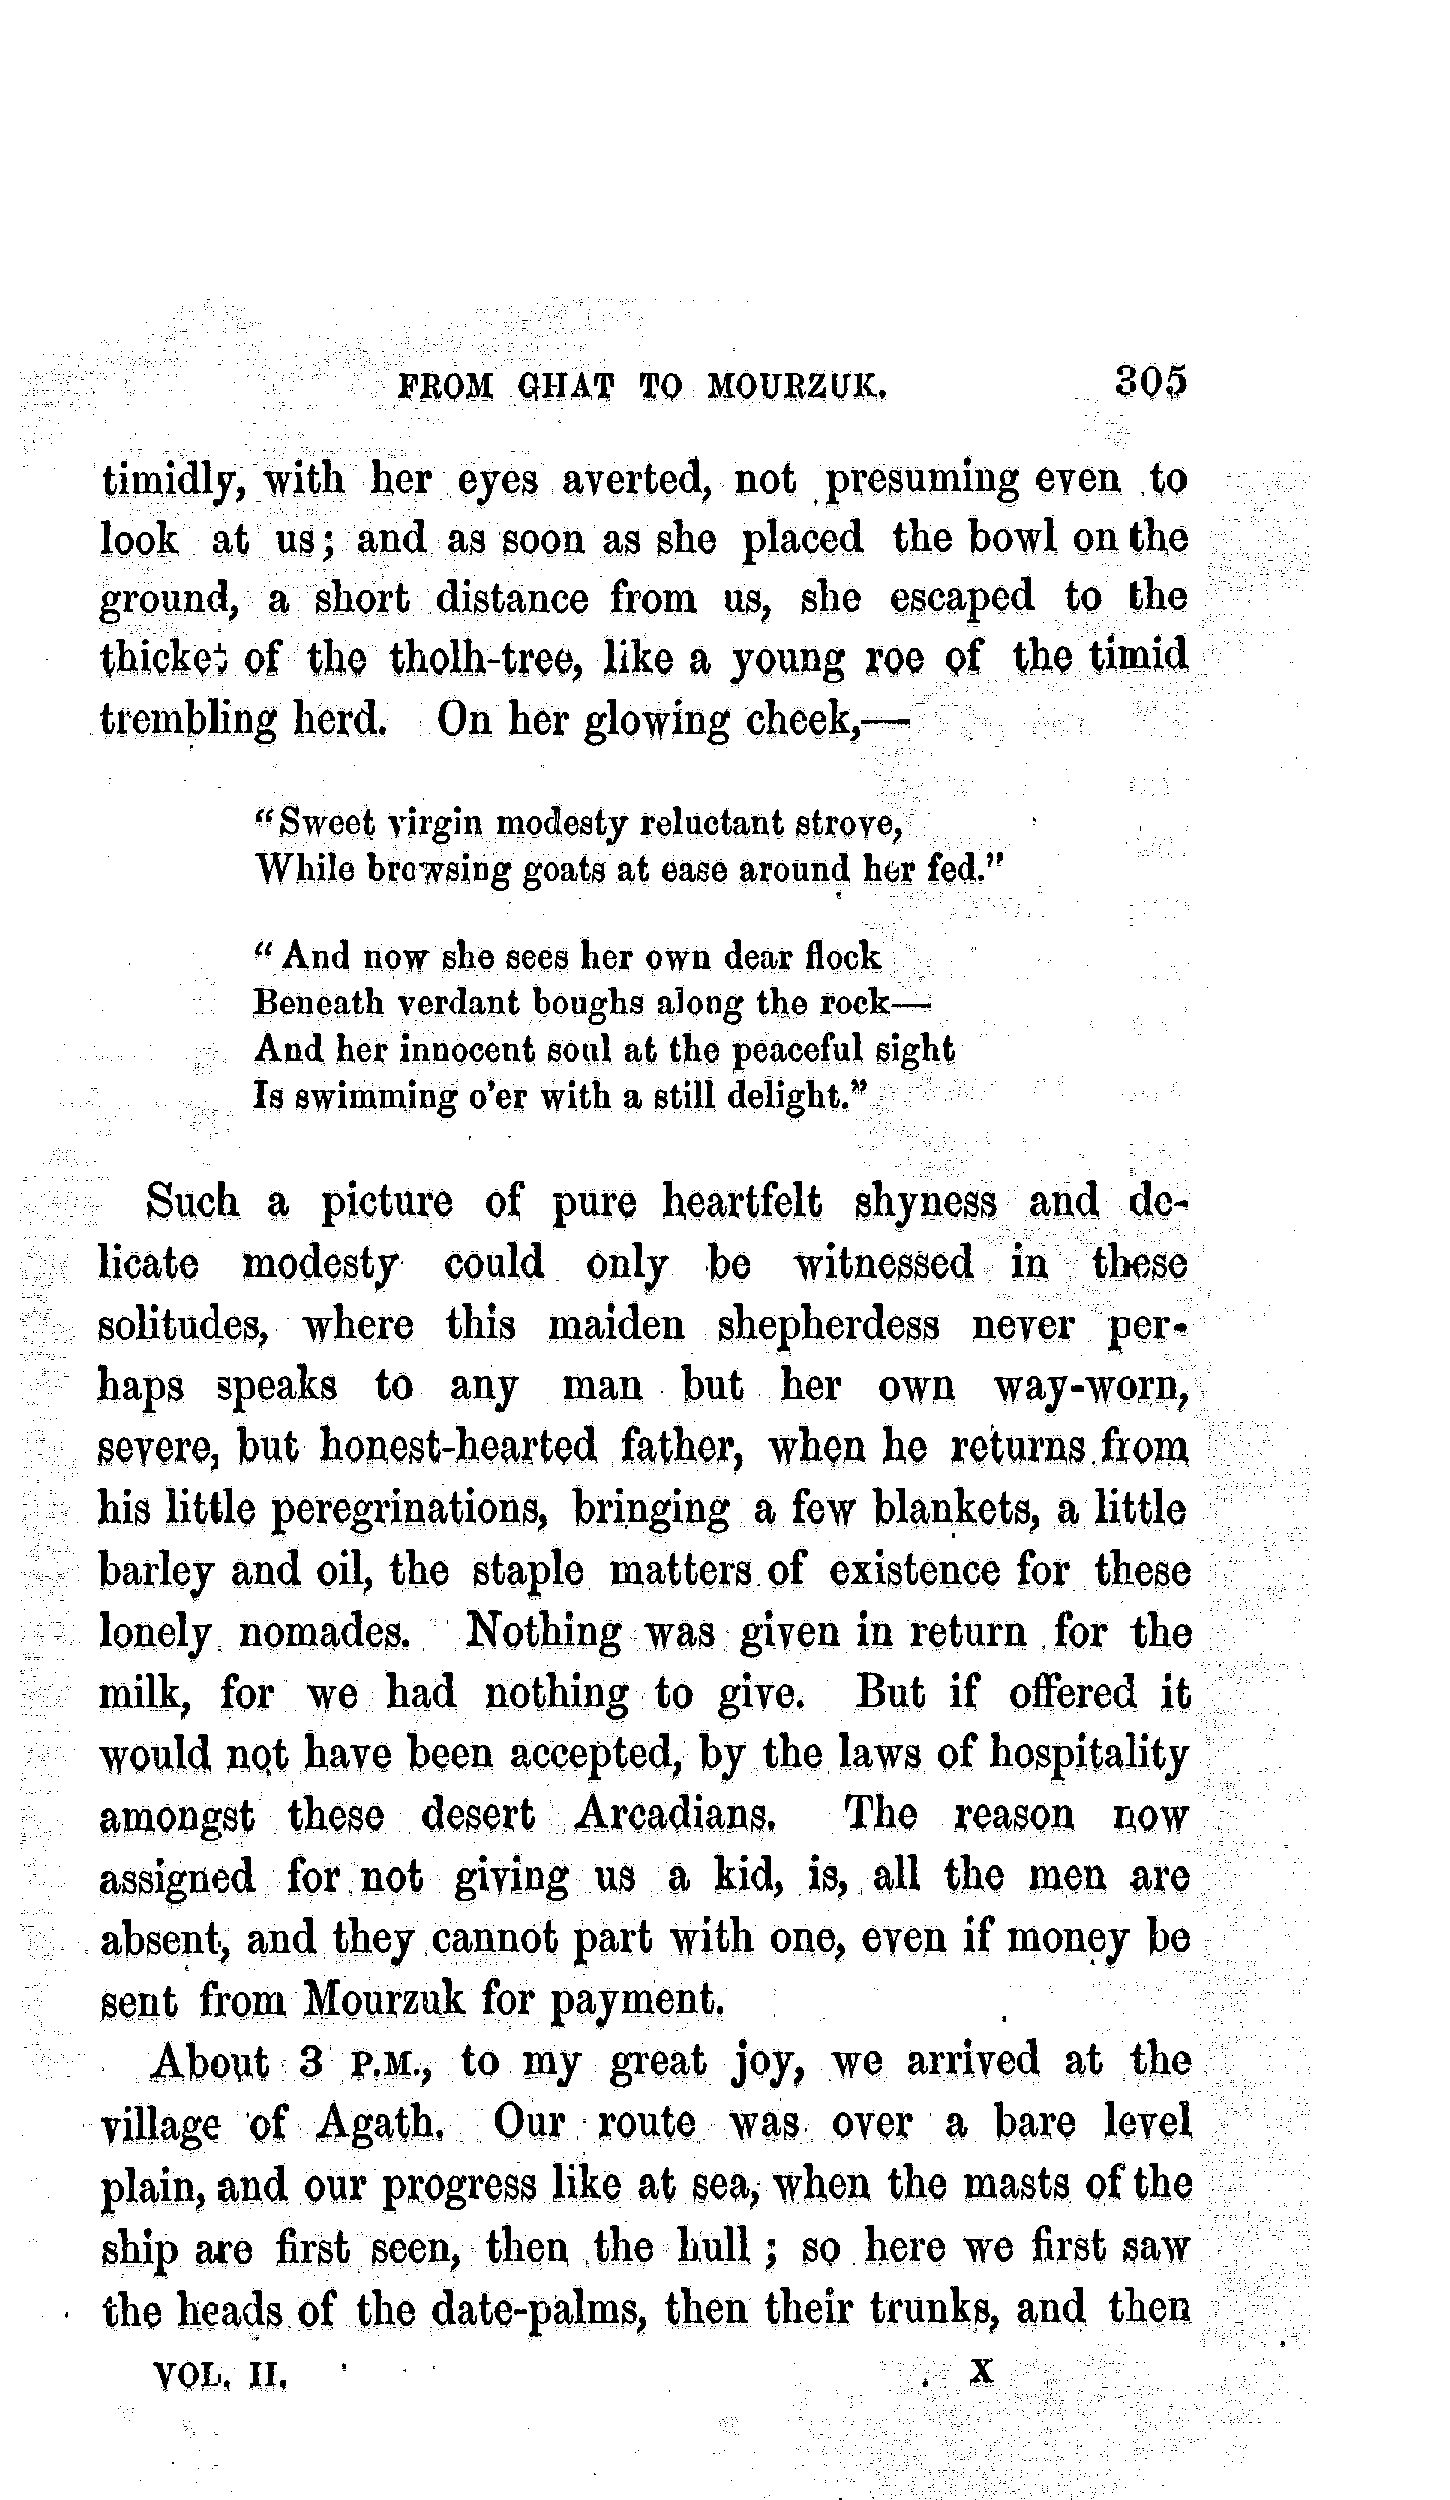 FROM GHAT TO MOURZUK. 305
timidly, with her eyes averted, not presuming even to
look at us; and as soon as she placed the bowl on the
ground, a short distance from us, she escaped to the
thicket of the tholh-tree, like a young roe of the timid
trembling herd. On her glowing cheek,—
"Sweet virgin modesty reluctant strove,
While browsing goats at ease around her fed."
"And now she sees her own dear flock
Beneath verdant boughs along the rock—
And her innocent soul at the peaceful sight
Is swimming o'er with a still delight."
Such a picture of pure heartfelt shyness and de-
licate modesty could only be witnessed in these
solitudes, where this maiden shepherdess never per-
haps speaks to any man but her own way-worn,
severe, but honest-hearted father, when he returns from
his little peregrinations, bringing a few blankets, a little
barley and oil, the staple matters of existence for these
lonely nomades. Nothing was given in return for the
milk, for we had nothing to give. But if offered it
would not have been accepted, by the laws of hospitality
amongst these desert Arcadians. The reason now
assigned for not giving us a kid, is, all the men are
absent, and they cannot part with one, even if money be
sent from Mourzuk for payment.
About 3 P.M., to my great joy, we arrived at the
village of Agath. Our route was over a bare level
plain, and our progress like at sea, when the masts of the
ship are first seen, then the hull; so here we first saw
the heads of the date-palms, then their trunks, and then
VOL. II. X